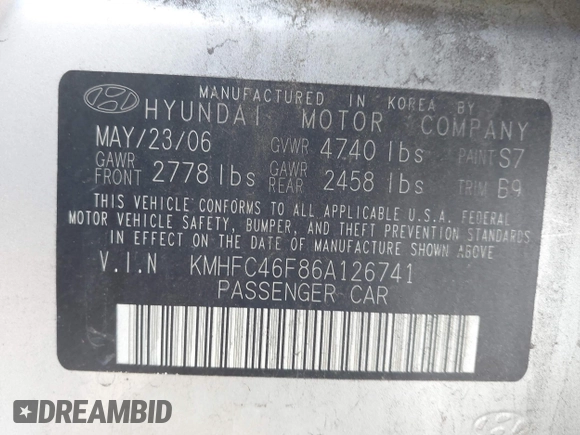 MANUFACTURED IN KOREA BY
HYUNDAI MOTOR COMPANY
MAY/23/06 GVWR 4740 lbs PAINT S7
GAWR FRONT 2778 lbs GAWR REAR 2458 lbs TRIM B9
THIS VEHICLE CONFORMS TO ALL APPLICABLE U.S.A. FEDERAL
MOTOR VEHICLE SAFETY, BUMPER, AND THEFT PREVENTION STANDARDS
IN EFFECT ON THE DATE OF MANUFACTURE SHOWN ABOVE
V.I.N KMHFC46F86A126741
PASSENGER CAR
DREAMBID